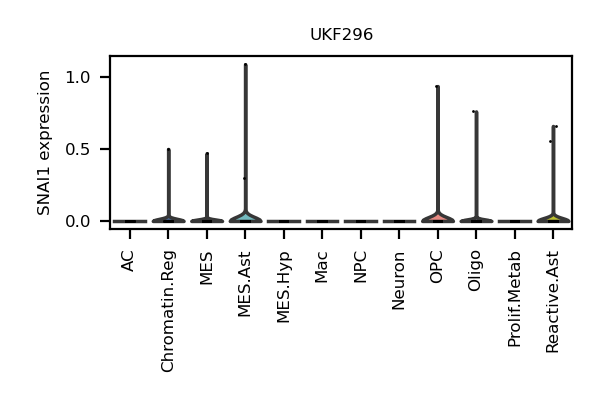 UKF296
SNAI1 expression
1.0
0.5
0.0
AC
Chromatin.Reg
MES
MES.Ast
MES.Hyp
Mac
NPC
Neuron
OPC
Oligo
Prolif.Metab
Reactive.Ast